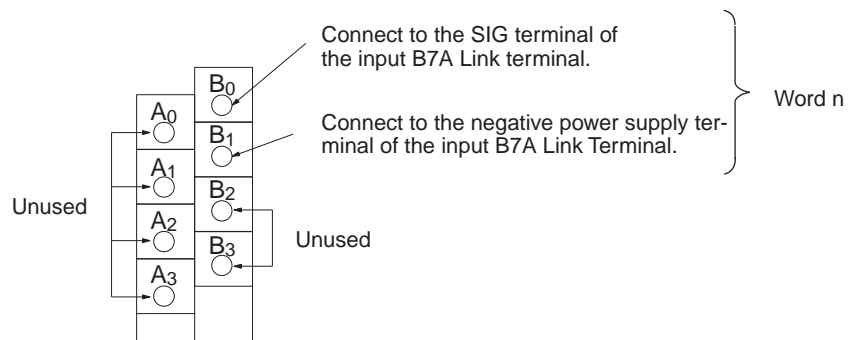 Connect to the SIG terminal of
the input B7A Link terminal.
Word n
Connect to the negative power supply ter-
minal of the input B7A Link Terminal.
B0
A0
B1
A1
B2
Unused
A2
B3
Unused
A3